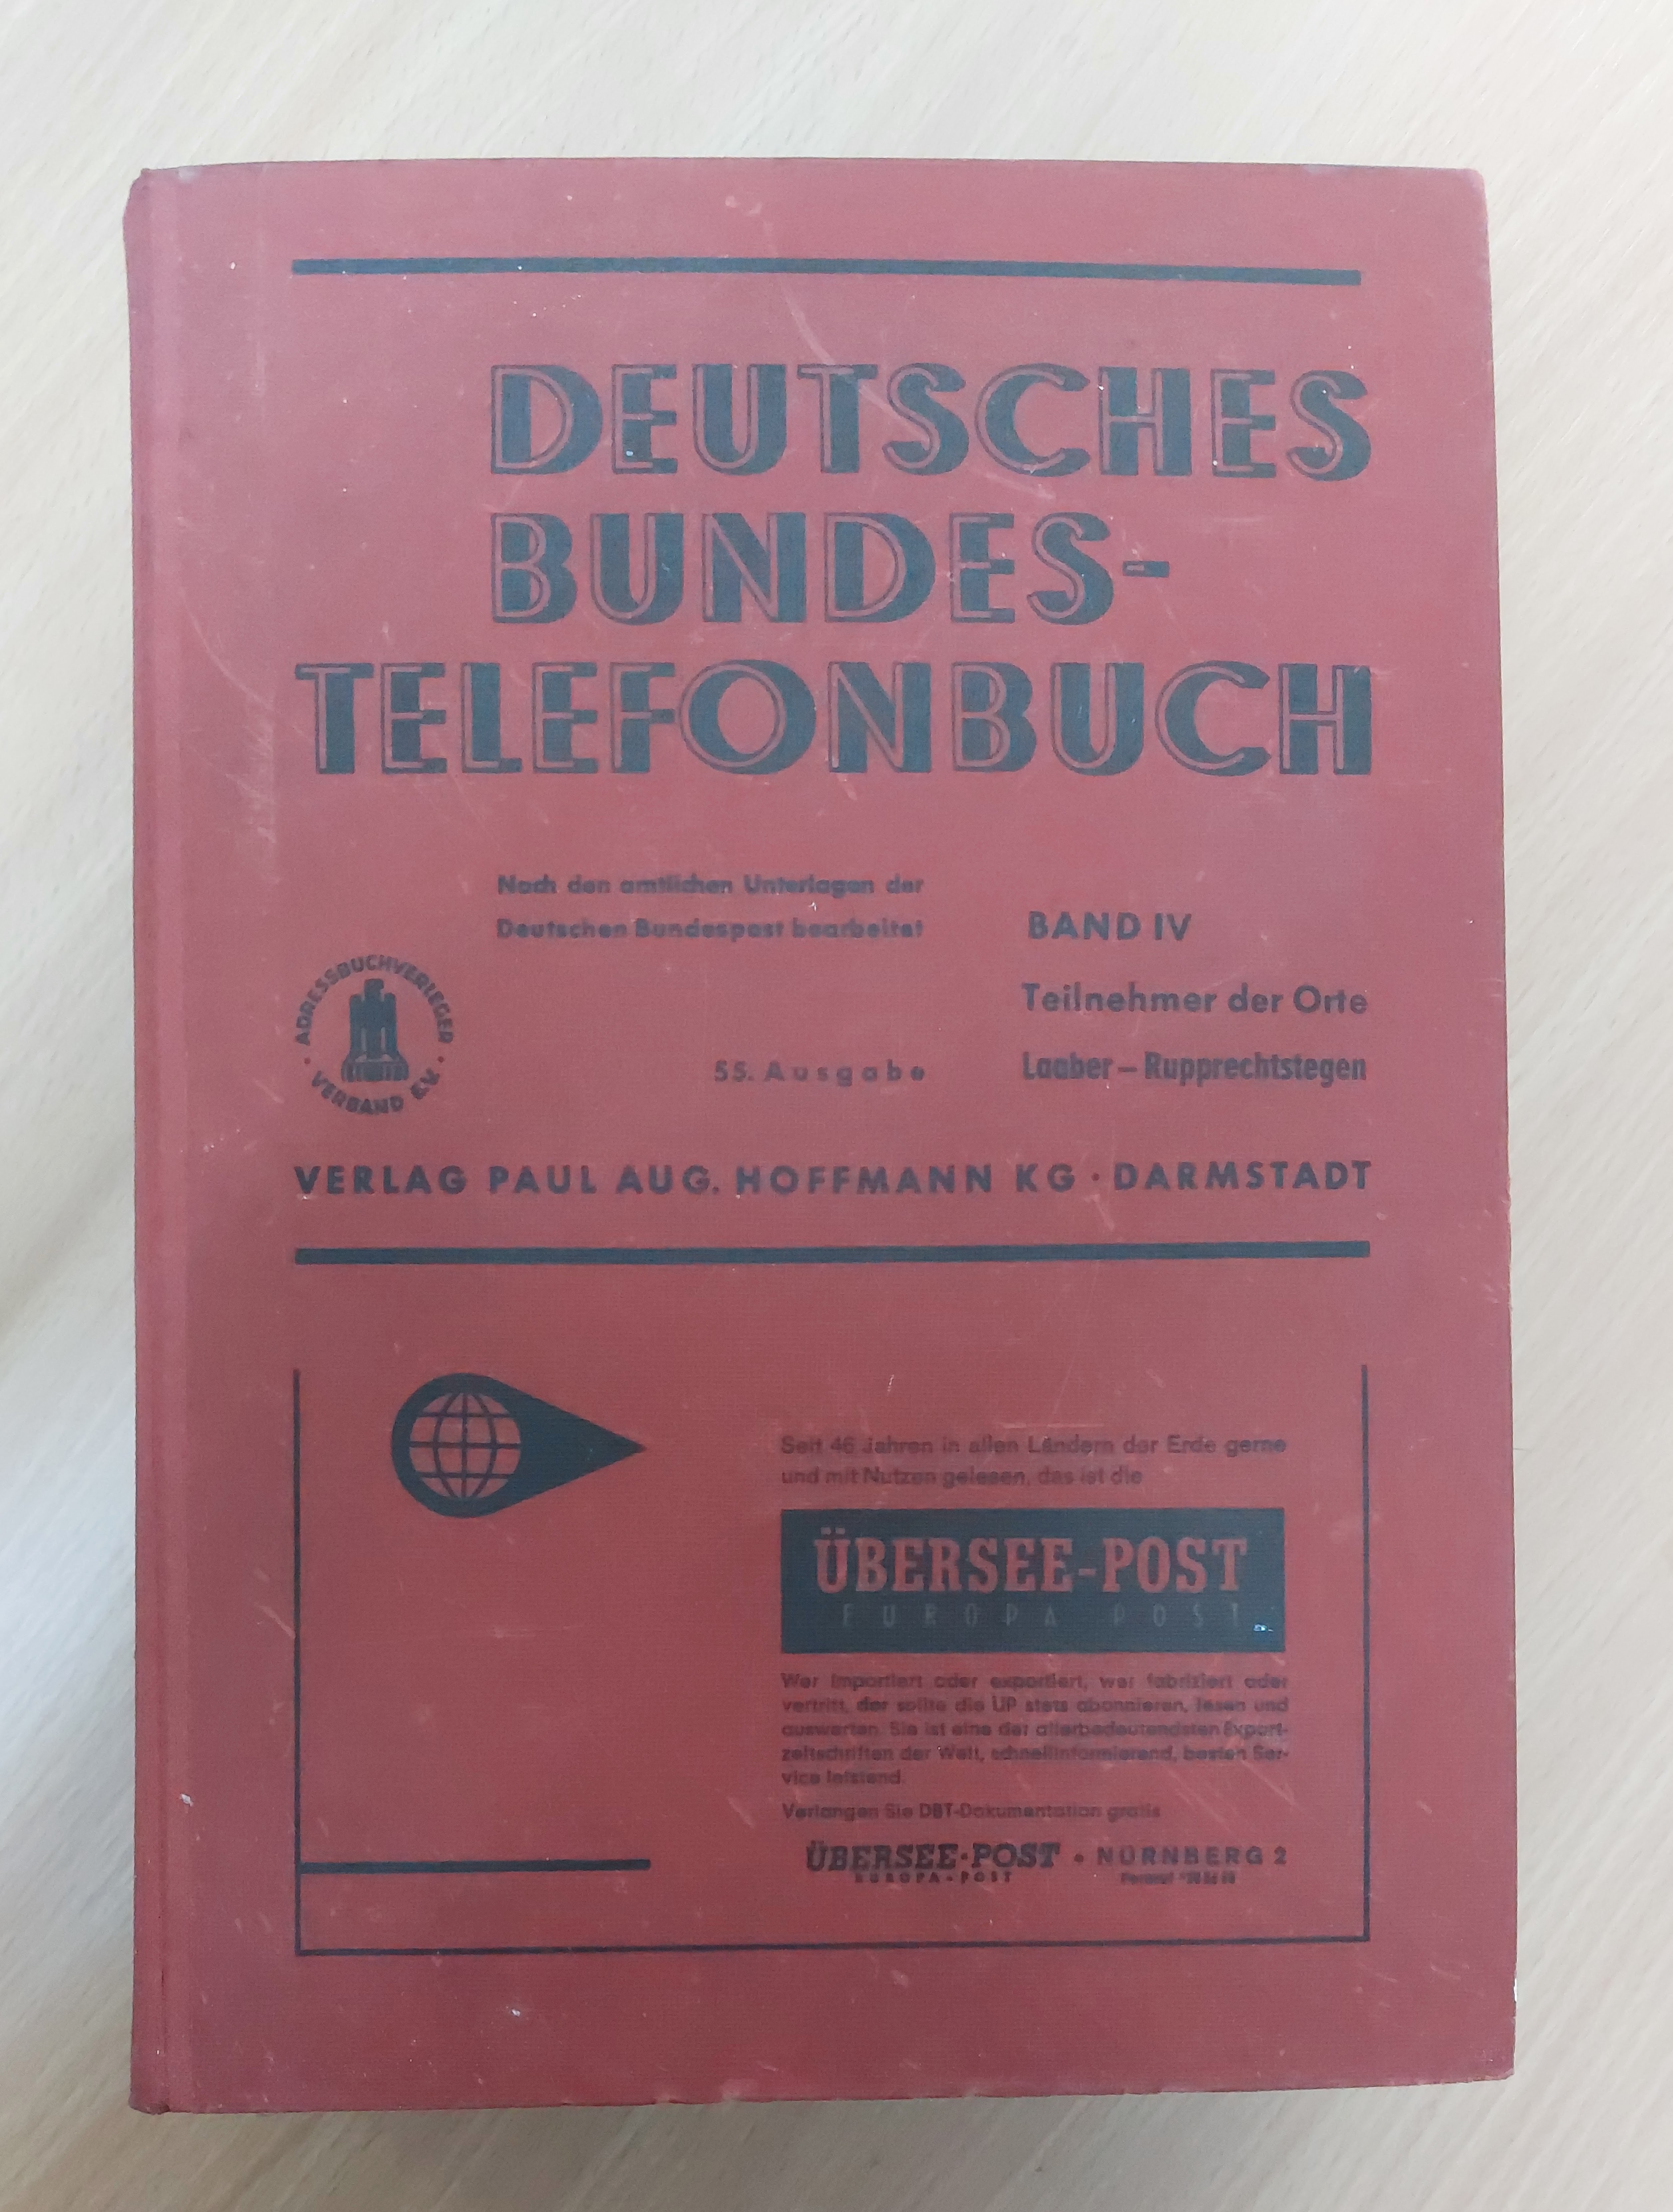 DEUTSCHES
BUNDES-
TELEFONBUCH
Nach den amtlichen Unterlagen der
Deutschen Bundespost bearbeitet
BAND IV
Teilnehmer der Orte
ADRESSBUCHVERLEGER
· VERBAND E.V. ·
55. Ausgabe
Laaber – Rupprechtstegen
VERLAG PAUL AUG. HOFFMANN KG · DARMSTADT
Seit 46 Jahren in allen Ländern der Erde gerne
und mit Nutzen gelesen, das ist die
ÜBERSEE-POST
EUROPA POST
Wer importiert oder exportiert, wer fabriziert oder
vertritt, der sollte die ÜP stets abonnieren, lesen und
auswerten. Sie ist eine der allerbedeutendsten Export-
zeitschriften der Welt, schnellinformierend, besten Ser-
vice leistend.
Verlangen Sie DBT-Dokumentation gratis
ÜBERSEE-POST · NÜRNBERG 2
EUROPA-POST